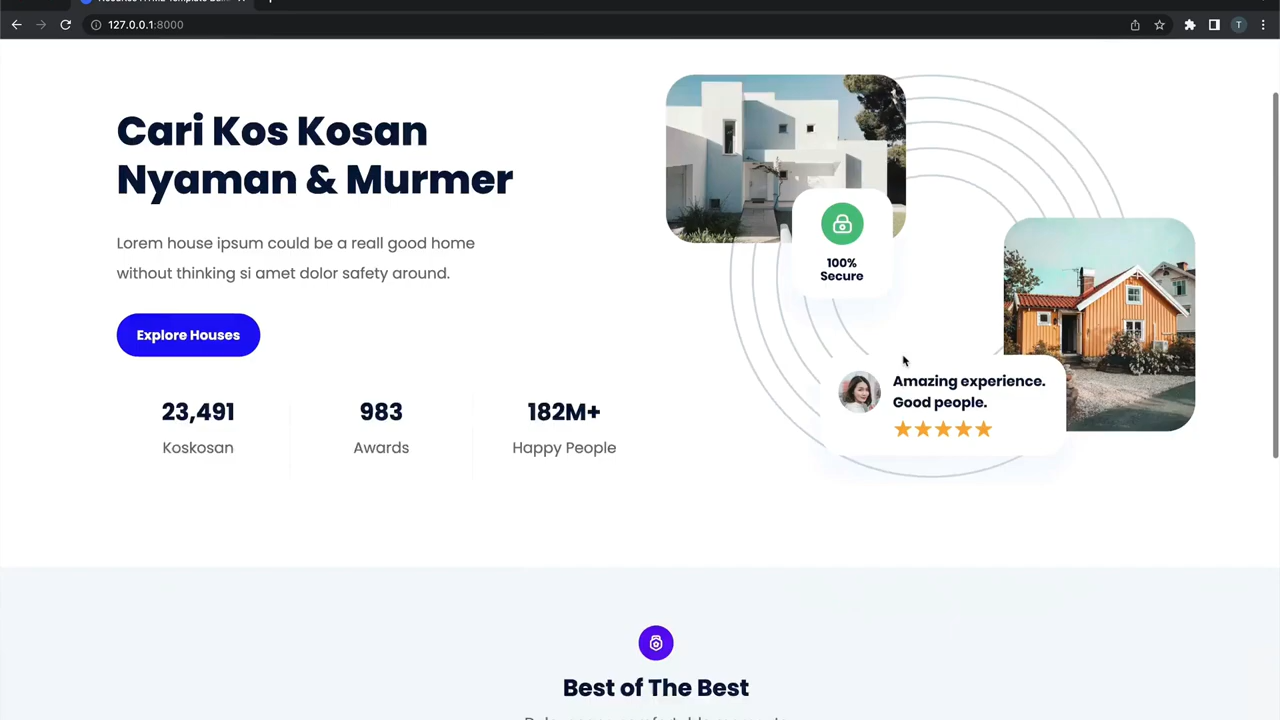 127.0.0.1:8000
T
Cari Kos Kosan
Nyaman & Murmer
Lorem house ipsum could be a reall good home
without thinking si amet dolor safety around.
Explore Houses
23,491
Koskosan
983
Awards
182M+
Happy People
100%
Secure
Amazing experience.
Good people.
Best of The Best